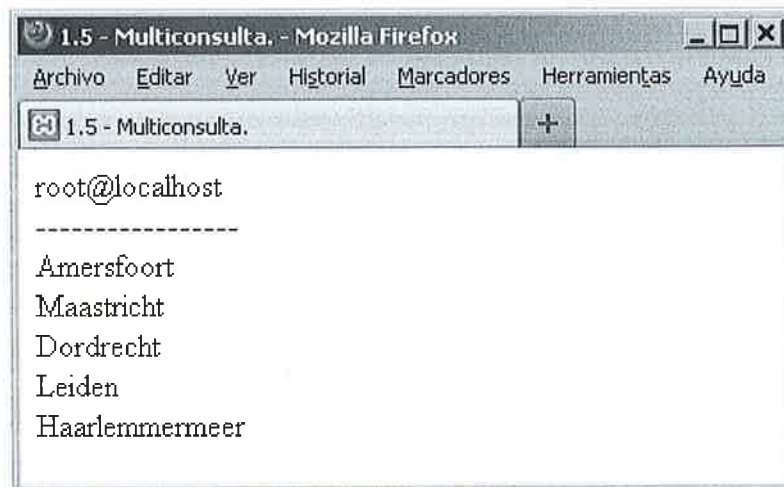 1.5 - Multiconsulta. - Mozilla Firefox
Archivo Editar Ver Historial Marcadores Herramientas Ayuda
1.5 - Multiconsulta. +
root@localhost
-----------------
Amersfoort
Maastricht
Dordrecht
Leiden
Haarlemmermeer